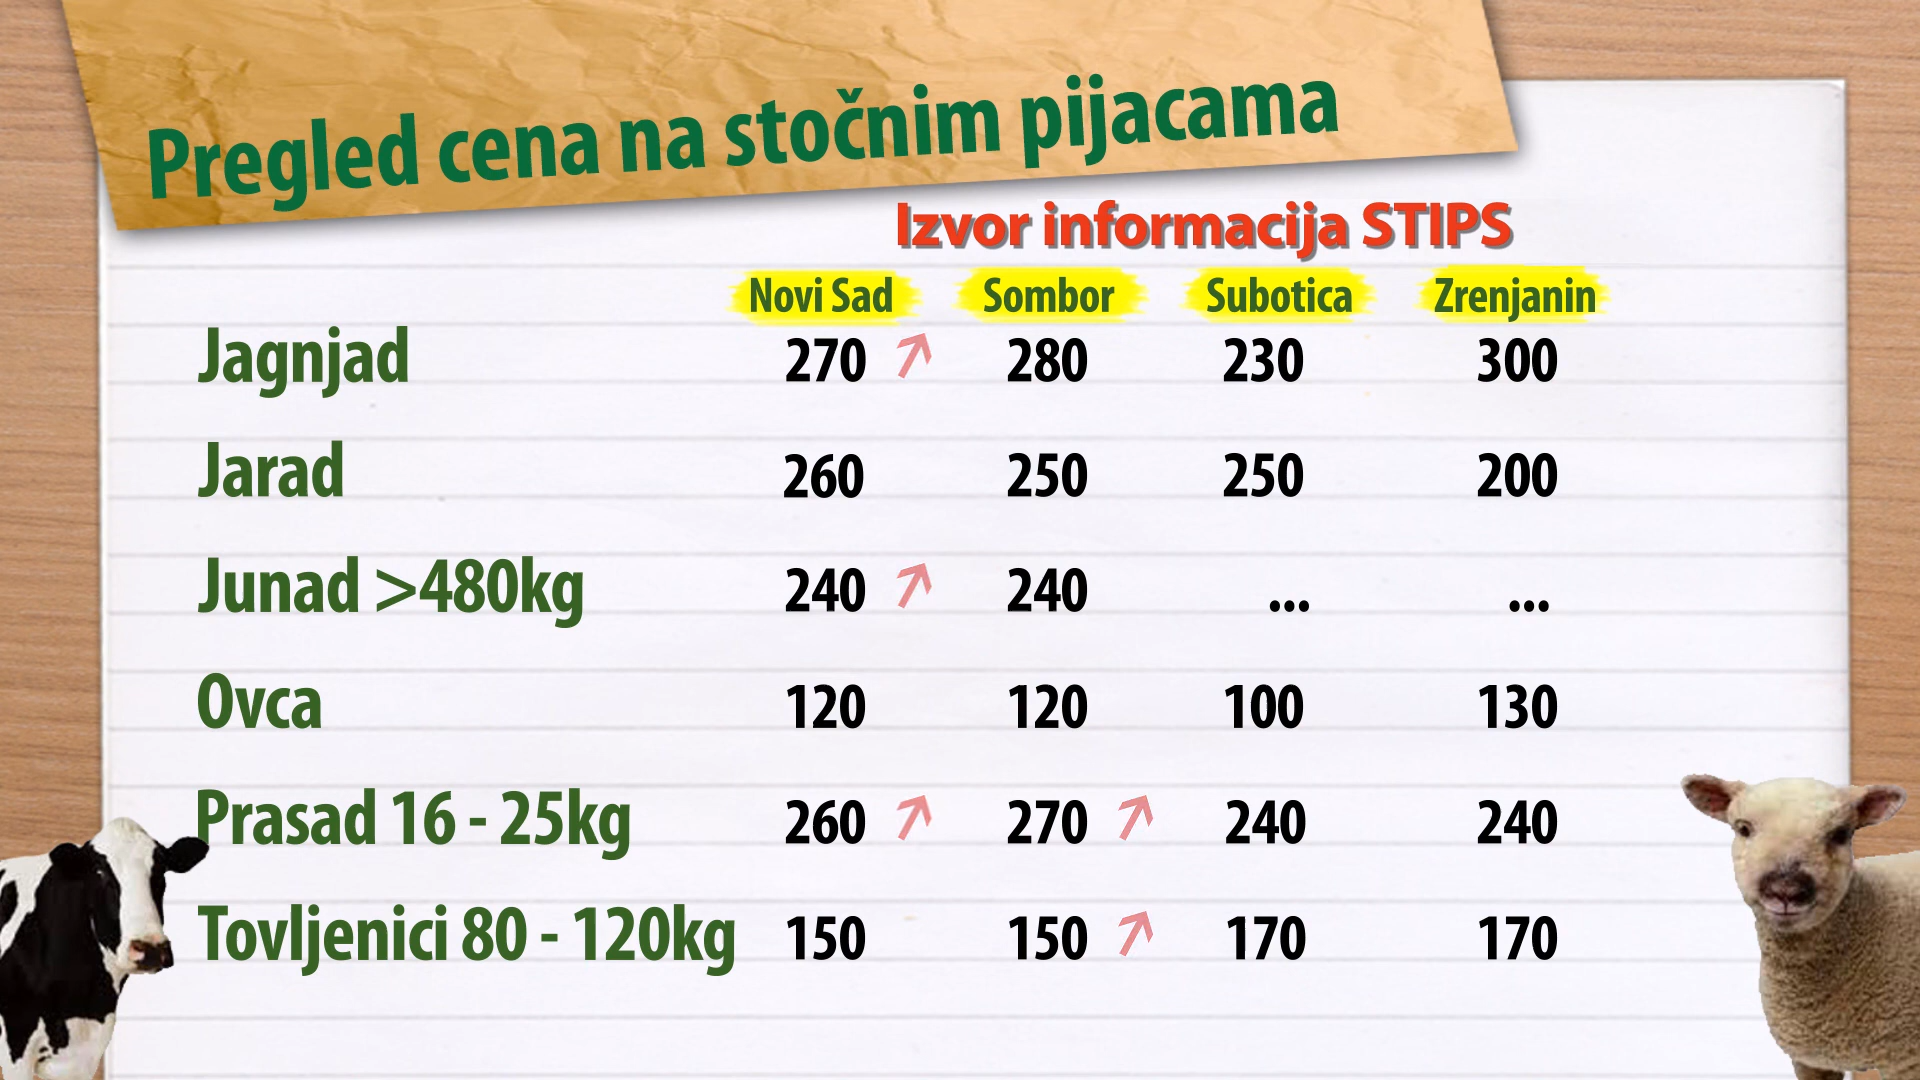 Pregled cena na stočnim pijacama
Izvor informacija STIPS
Novi Sad Sombor Subotica Zrenjanin
Jagnjad 270 280 230 300
Jarad 260 250 250 200
Junad >480kg 240 240 ... ...
Ovca 120 120 100 130
Prasad 16 - 25kg 260 270 240 240
Tovljenici 80 - 120kg 150 150 170 170